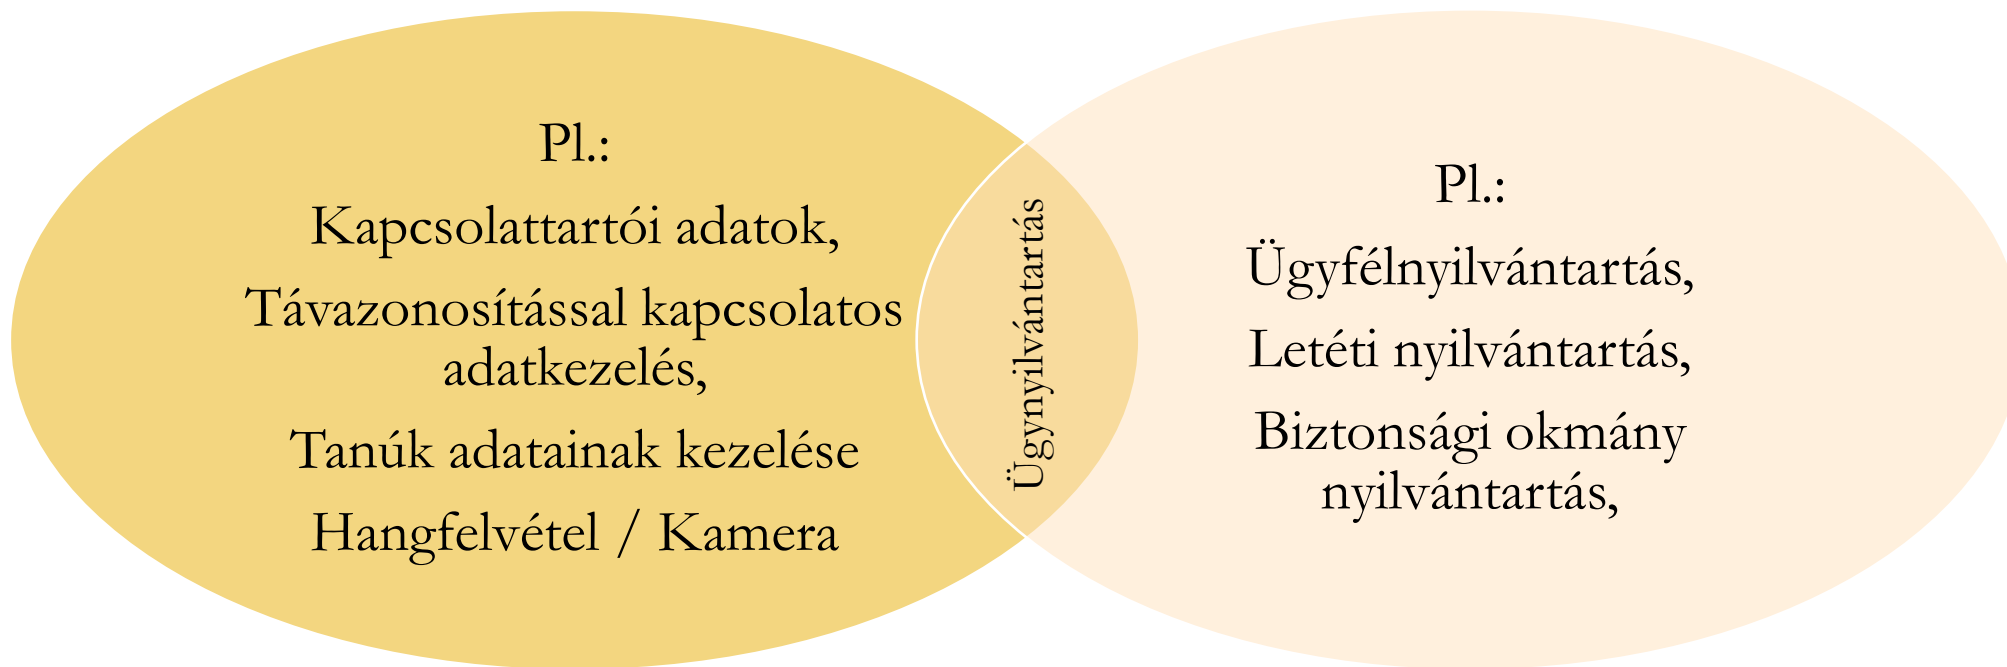 Pl.:
Kapcsolattartói adatok,
Távazonosítással kapcsolatos
adatkezelés,
Tanúk adatainak kezelése
Hangfelvétel / Kamera
Ügynyilvántartás
Pl.:
Ügyfélnyilvántartás,
Letéti nyilvántartás,
Biztonsági okmány
nyilvántartás,